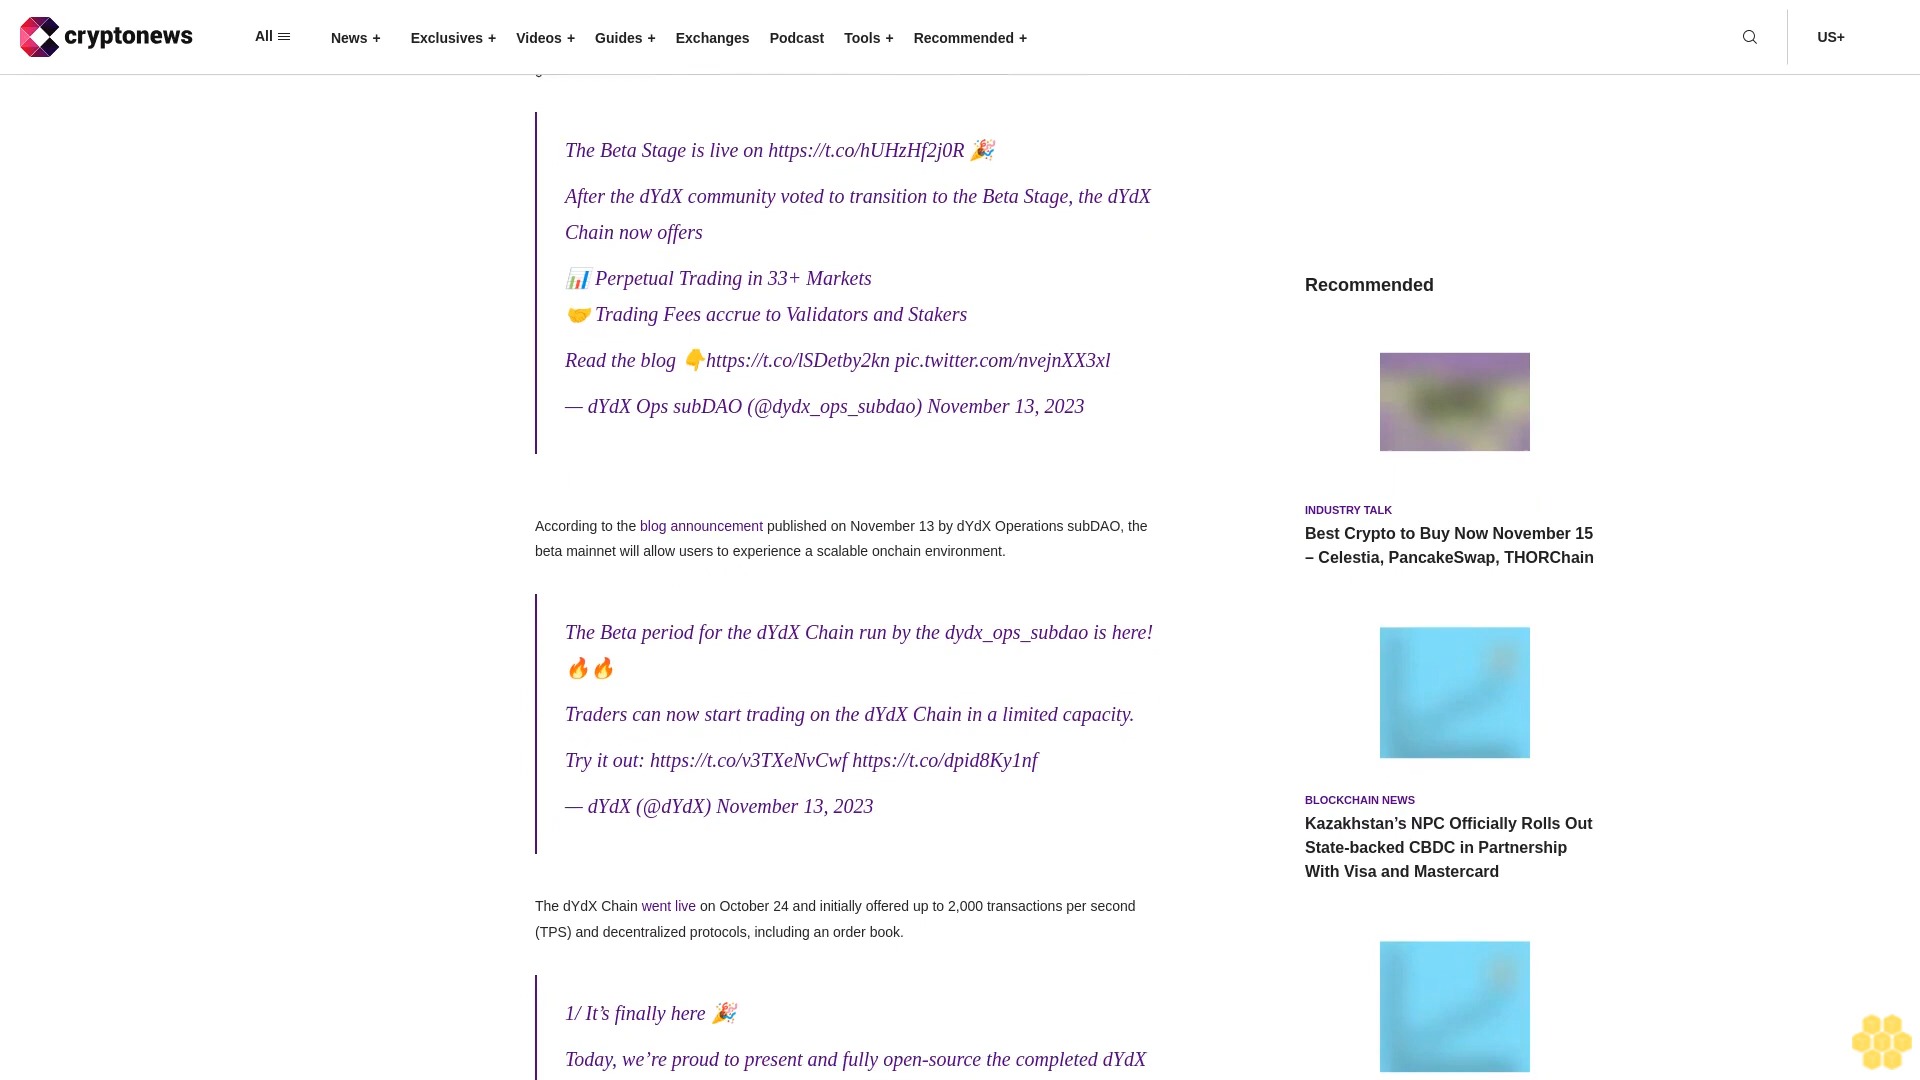 cryptonews
All
News +
Exclusives +
Videos +
Guides +
Exchanges
Podcast
Tools +
Recommended +
US+
The Beta Stage is live on https://t.co/hUHzHf2j0R 🎉
After the dYdX community voted to transition to the Beta Stage, the dYdX
Chain now offers
📊 Perpetual Trading in 33+ Markets
🤝 Trading Fees accrue to Validators and Stakers
Read the blog 👇https://t.co/lSDetby2kn pic.twitter.com/nvejnXX3xl
— dYdX Ops subDAO (@dydx_ops_subdao) November 13, 2023
According to the blog announcement published on November 13 by dYdX Operations subDAO, the
beta mainnet will allow users to experience a scalable onchain environment.
The Beta period for the dYdX Chain run by the dydx_ops_subdao is here!
🔥🔥
Traders can now start trading on the dYdX Chain in a limited capacity.
Try it out: https://t.co/v3TXeNvCwf https://t.co/dpid8Ky1nf
— dYdX (@dYdX) November 13, 2023
The dYdX Chain went live on October 24 and initially offered up to 2,000 transactions per second
(TPS) and decentralized protocols, including an order book.
1/ It’s finally here 🎉
Today, we’re proud to present and fully open-source the completed dYdX
Recommended
INDUSTRY TALK
Best Crypto to Buy Now November 15
– Celestia, PancakeSwap, THORChain
BLOCKCHAIN NEWS
Kazakhstan’s NPC Officially Rolls Out
State-backed CBDC in Partnership
With Visa and Mastercard